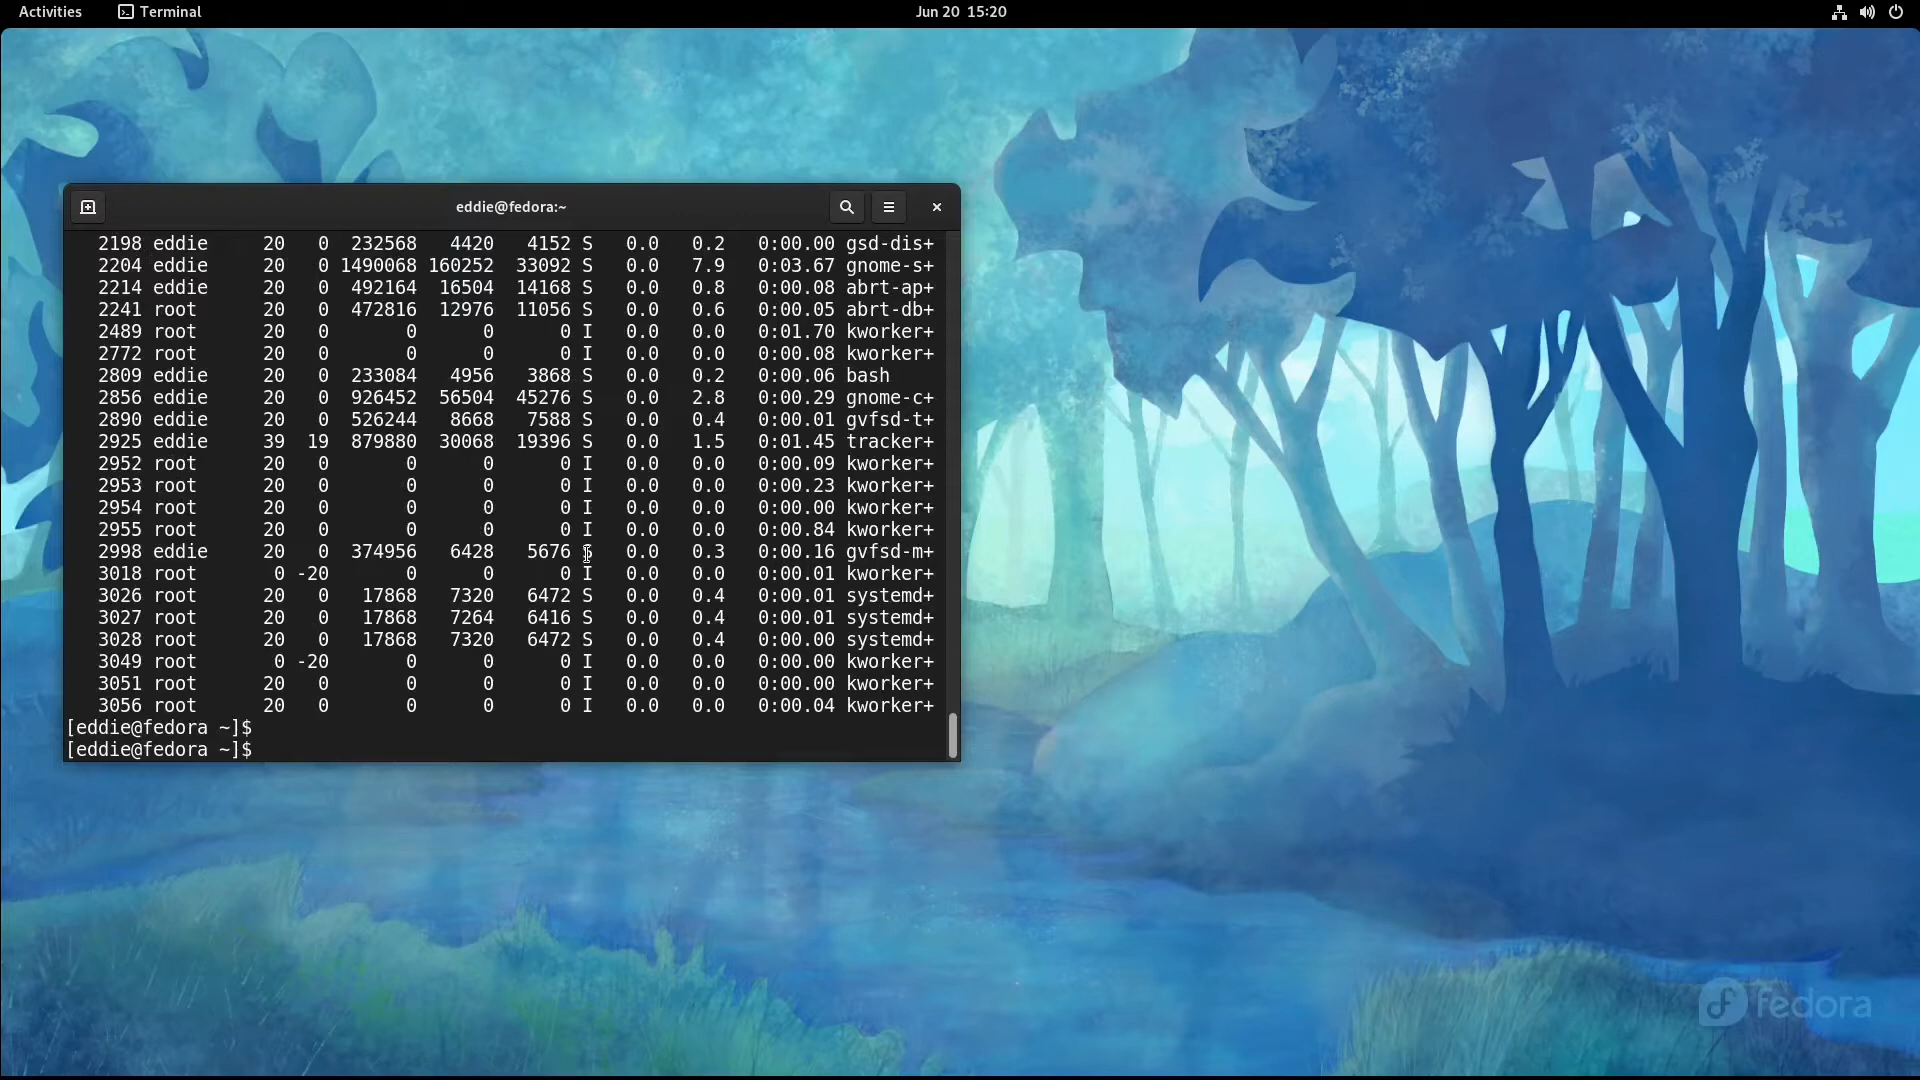 Activities Terminal Jun 20 15:20
eddie@fedora:~
2198 eddie 20 0 232568 4420 4152 S 0.0 0.2 0:00.00 gsd-dis+
2204 eddie 20 0 1490068 160252 33092 S 0.0 7.9 0:03.67 gnome-s+
2214 eddie 20 0 492164 16504 14168 S 0.0 0.8 0:00.08 abrt-ap+
2241 root 20 0 472816 12976 11056 S 0.0 0.6 0:00.05 abrt-db+
2489 root 20 0 0 0 0 I 0.0 0.0 0:01.70 kworker+
2772 root 20 0 0 0 0 I 0.0 0.0 0:00.08 kworker+
2809 eddie 20 0 233084 4956 3868 S 0.0 0.2 0:00.06 bash
2856 eddie 20 0 926452 56504 45276 S 0.0 2.8 0:00.29 gnome-c+
2890 eddie 20 0 526244 8668 7588 S 0.0 0.4 0:00.01 gvfsd-t+
2925 eddie 39 19 879880 30068 19396 S 0.0 1.5 0:01.45 tracker+
2952 root 20 0 0 0 0 I 0.0 0.0 0:00.09 kworker+
2953 root 20 0 0 0 0 I 0.0 0.0 0:00.23 kworker+
2954 root 20 0 0 0 0 I 0.0 0.0 0:00.00 kworker+
2955 root 20 0 0 0 0 I 0.0 0.0 0:00.84 kworker+
2998 eddie 20 0 374956 6428 5676 0.0 0.3 0:00.16 gvfsd-m+
3018 root 0 -20 0 0 0 I 0.0 0.0 0:00.01 kworker+
3026 root 20 0 17868 7320 6472 S 0.0 0.4 0:00.01 systemd+
3027 root 20 0 17868 7264 6416 S 0.0 0.4 0:00.01 systemd+
3028 root 20 0 17868 7320 6472 S 0.0 0.4 0:00.00 systemd+
3049 root 0 -20 0 0 0 I 0.0 0.0 0:00.00 kworker+
3051 root 20 0 0 0 0 I 0.0 0.0 0:00.00 kworker+
3056 root 20 0 0 0 0 I 0.0 0.0 0:00.04 kworker+
[eddie@fedora ~]$
[eddie@fedora ~]$
fedora